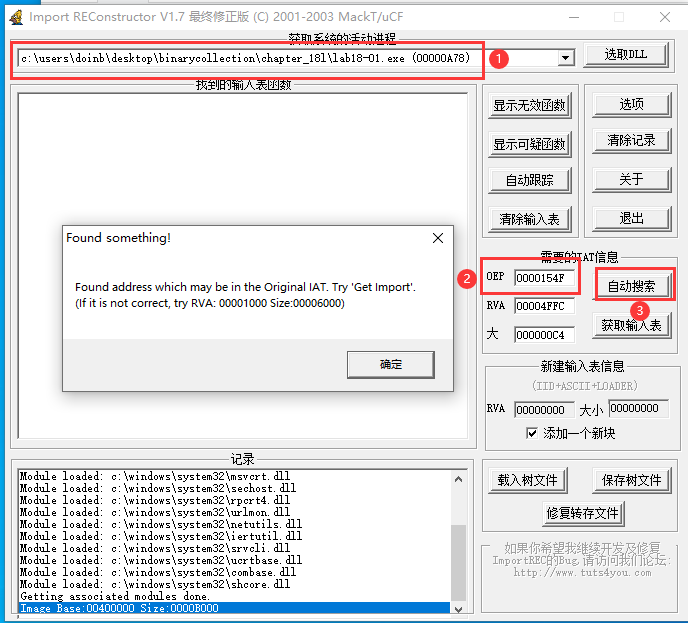 Import REConstructor V1.7 最终修正版 (C) 2001-2003 MackT/uCF
获取系统的活动进程
c:\users\doinb\desktop\binarycollection\chapter_18l\lab18-01.exe (00000A78)
1
选取DLL
找到的输入表函数
显示无效函数
选项
显示可疑函数
清除记录
自动跟踪
关于
清除输入表
退出
Found something!
Found address which may be in the Original IAT. Try 'Get Import'.
(If it is not correct, try RVA: 00001000 Size:00006000)
确定
需要的IAT信息
2
OEP 0000154F
自动搜索
3
RVA 00004FFC
获取输入表
大 000000C4
新建输入表信息
(IID+ASCII+LOADER)
RVA 00000000 大小 00000000
添加一个新块
记录
Module loaded: c:\windows\system32\msvcrt.dll
Module loaded: c:\windows\system32\sechost.dll
Module loaded: c:\windows\system32\rpcrt4.dll
Module loaded: c:\windows\system32\urlmon.dll
Module loaded: c:\windows\system32\netutils.dll
Module loaded: c:\windows\system32\iertutil.dll
Module loaded: c:\windows\system32\srvcli.dll
Module loaded: c:\windows\system32\ucrtbase.dll
Module loaded: c:\windows\system32\combase.dll
Module loaded: c:\windows\system32\shcore.dll
Getting associated modules done.
Image Base:00400000 Size:0000B000
载入树文件
保存树文件
修复转存文件
如果你希望我继续开发及修复
ImportREC的Bug,请访问我们论坛:
http://www.tuts4you.com